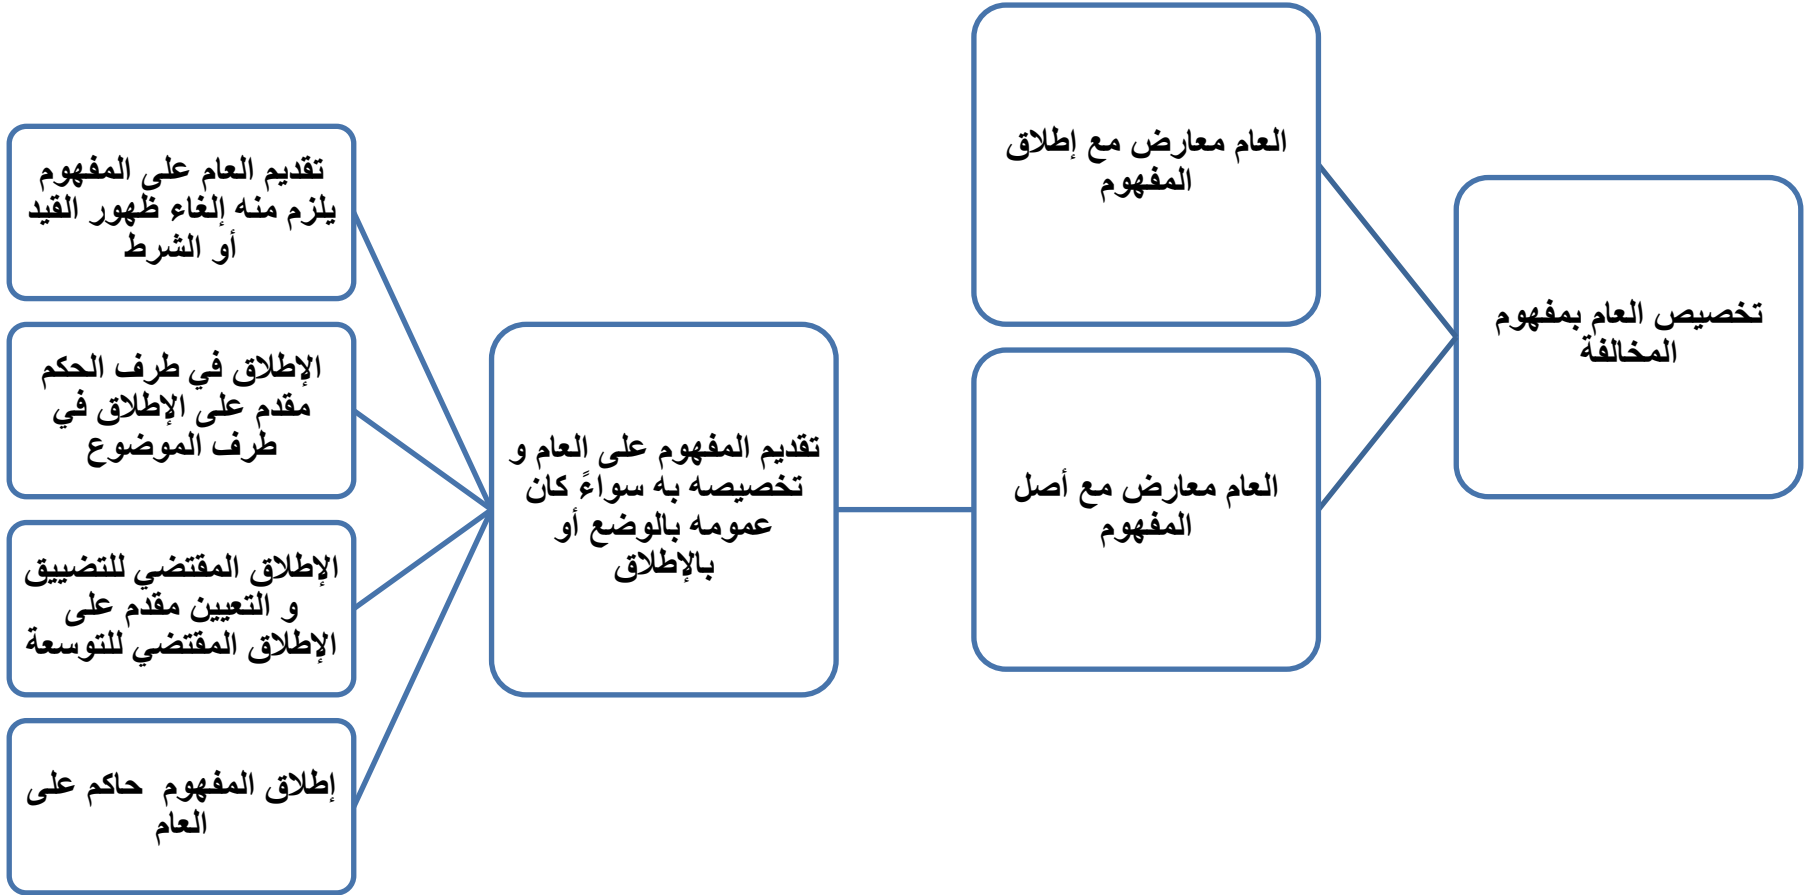 تخصيص العام بمفهوم
المخالفة
العام معارض مع إطلاق
المفهوم
العام معارض مع أصل
المفهوم
تقديم المفهوم على العام و
تخصيصه به سواءً كان
عمومه بالوضع أو
بالإطلاق
تقديم العام على المفهوم
يلزم منه إلغاء ظهور القيد
أو الشرط
الإطلاق في طرف الحكم
مقدم على الإطلاق في
طرف الموضوع
الإطلاق المقتضي للتضييق
و التعيين مقدم على
الإطلاق المقتضي للتوسعة
إطلاق المفهوم حاكم على
العام